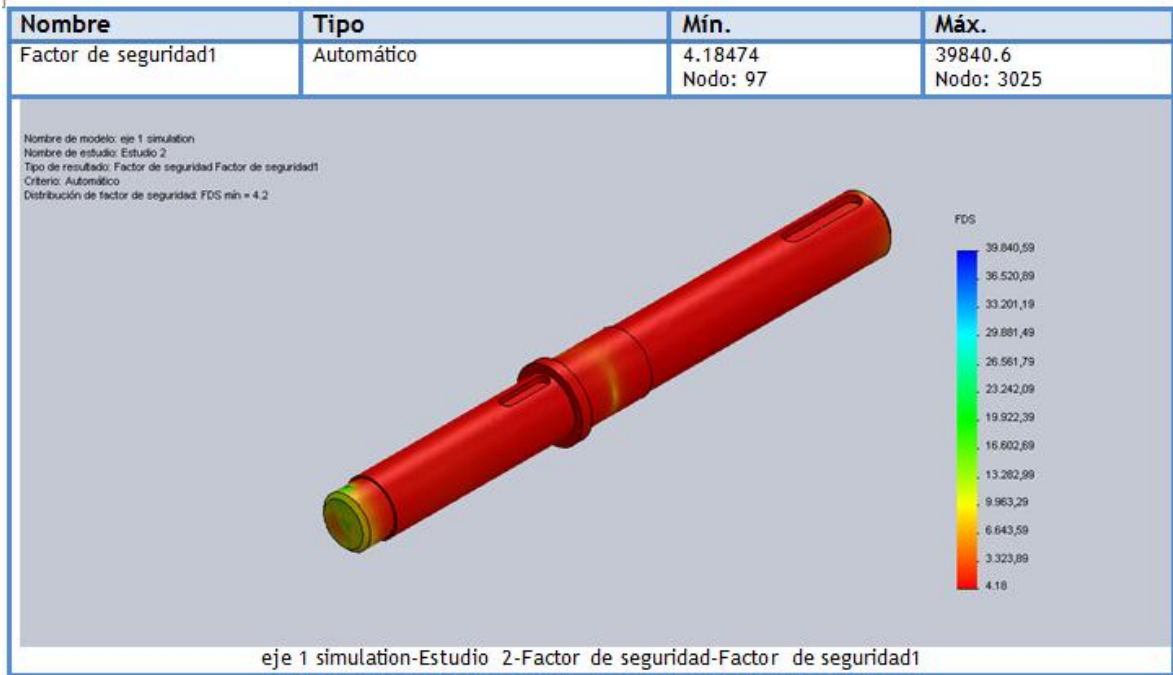 Nombre Tipo Mín. Máx.
Factor de seguridad1 Automático 4.18474 39840.6
Nodo: 97 Nodo: 3025
Nombre de modelo: eje 1 simulation
Nombre de estudio: Estudio 2
Tipo de resultado: Factor de seguridad Factor de seguridad1
Criterio: Automático
Distribución de factor de seguridad: FDS mín = 4.2
FDS
39.840,59
36.520,89
33.201,19
29.881,49
26.561,79
23.242,09
19.922,39
16.602,69
13.282,99
9.963,29
6.643,59
3.323,89
4.18
eje 1 simulation-Estudio 2-Factor de seguridad-Factor de seguridad1